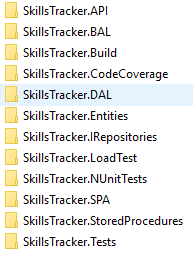 SkillsTracker.API
SkillsTracker.BAL
SkillsTracker.Build
SkillsTracker.CodeCoverage
SkillsTracker.DAL
SkillsTracker.Entities
SkillsTracker.IRepositories
SkillsTracker.LoadTest
SkillsTracker.NUnitTests
SkillsTracker.SPA
SkillsTracker.StoredProcedures
SkillsTracker.Tests